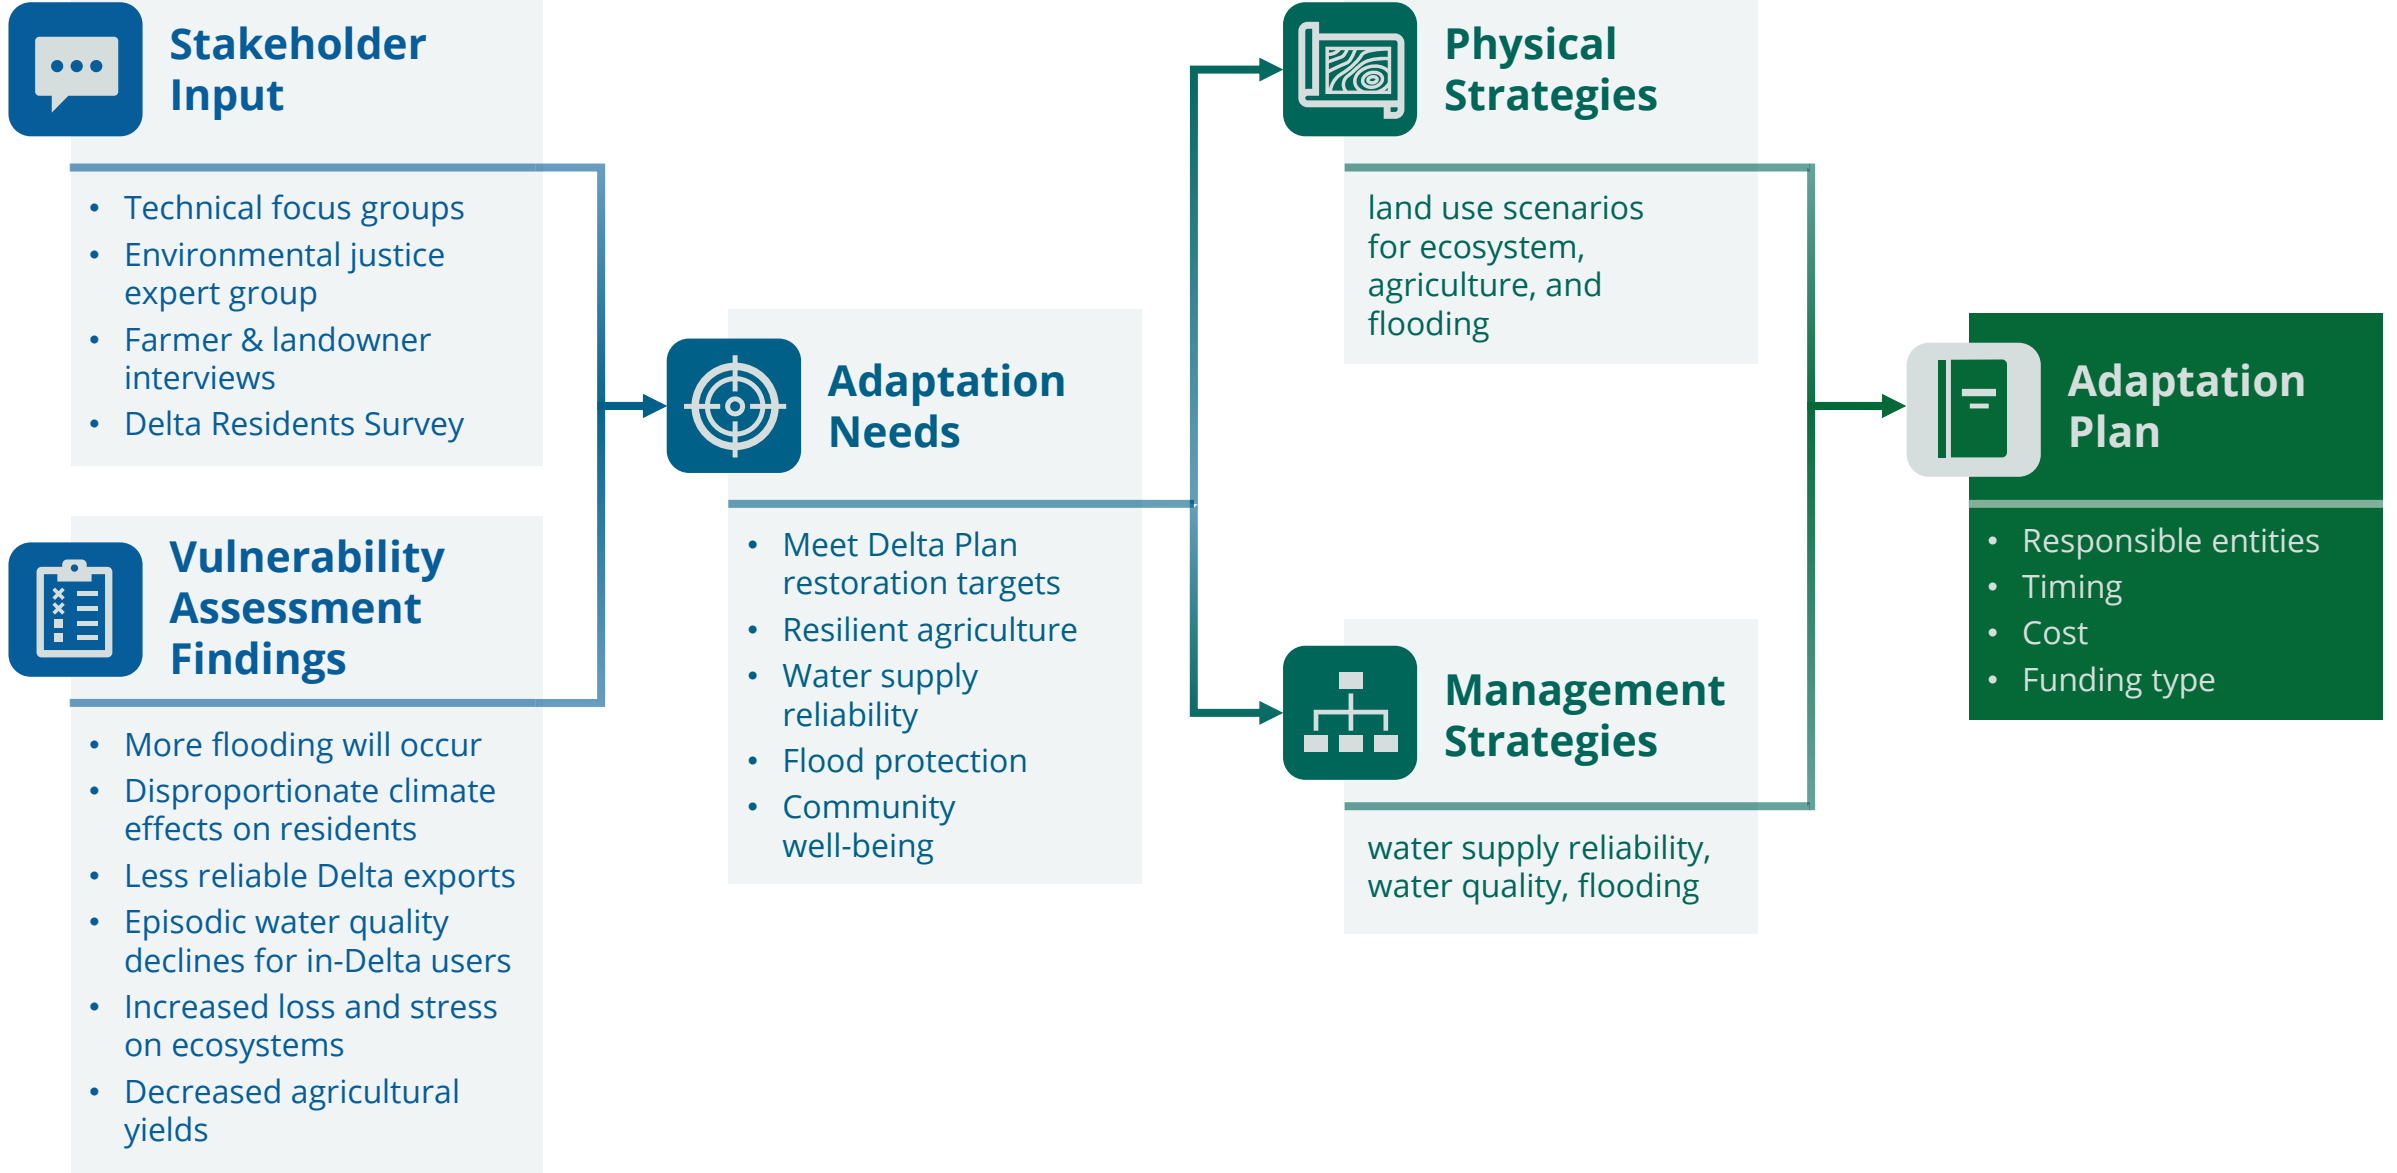 Stakeholder
Input
• Technical focus groups
• Environmental justice
expert group
• Farmer & landowner
interviews
• Delta Residents Survey
Vulnerability
Assessment
Findings
• More flooding will occur
• Disproportionate climate
effects on residents
• Less reliable Delta exports
• Episodic water quality
declines for in-Delta users
• Increased loss and stress
on ecosystems
• Decreased agricultural
yields
Adaptation
Needs
• Meet Delta Plan
restoration targets
• Resilient agriculture
• Water supply
reliability
• Flood protection
• Community
well-being
Physical
Strategies
land use scenarios
for ecosystem,
agriculture, and
flooding
Management
Strategies
water supply reliability,
water quality, flooding
Adaptation
Plan
• Responsible entities
• Timing
• Cost
• Funding type